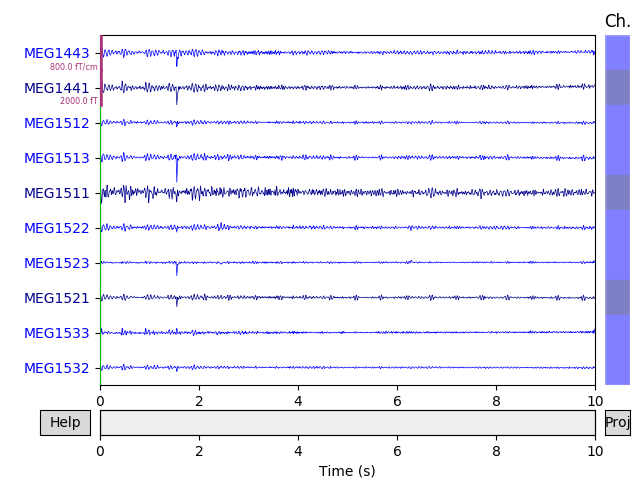 Ch.
MEG1443
800.0 fT/cm
MEG1441
2000.0 fT
MEG1512
MEG1513
MEG1511
MEG1522
MEG1523
MEG1521
MEG1533
MEG1532
0 2 4 6 8 10
Help
Proj
0 2 4 6 8 10
Time (s)